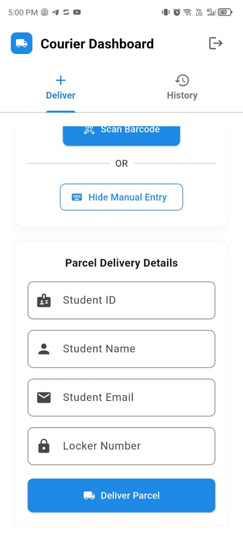 5:00 PM
Courier Dashboard
Deliver
History
Scan Barcode
OR
Hide Manual Entry
Parcel Delivery Details
Student ID
Student Name
Student Email
Locker Number
Deliver Parcel